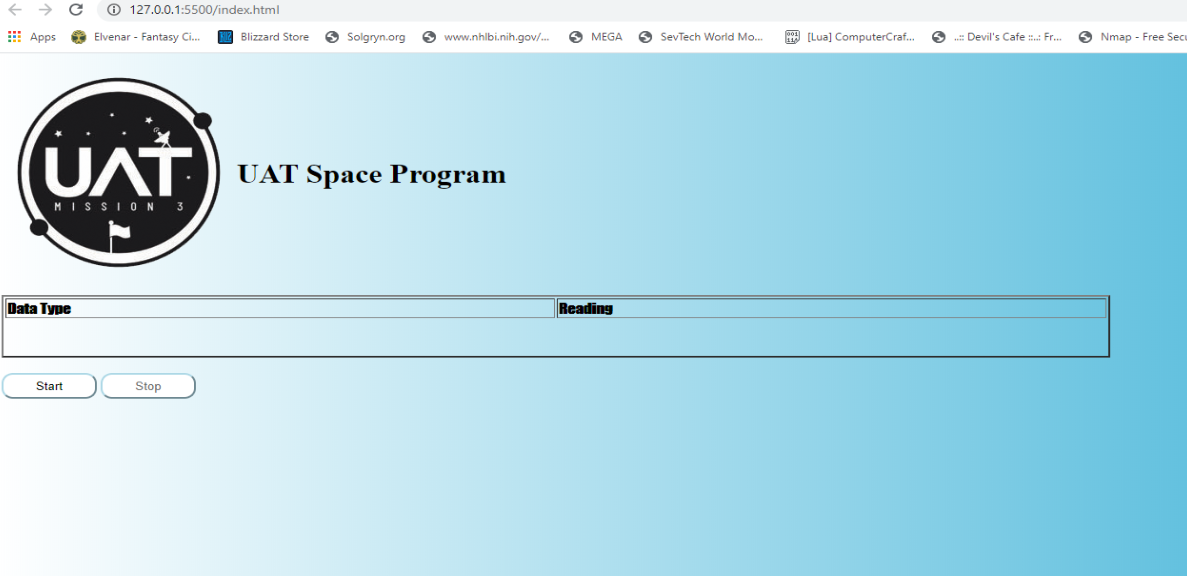 127.0.0.1:5500/index.html
Apps Elvenar - Fantasy Ci... Blizzard Store Solgryn.org www.nhlbi.nih.gov/... MEGA SevTech World Mo... [Lua] ComputerCraf... ..:: Devil's Cafe ::..: Fr... Nmap - Free Secu
UAT
MISSION 3
UAT Space Program
Data Type Reading
Start Stop